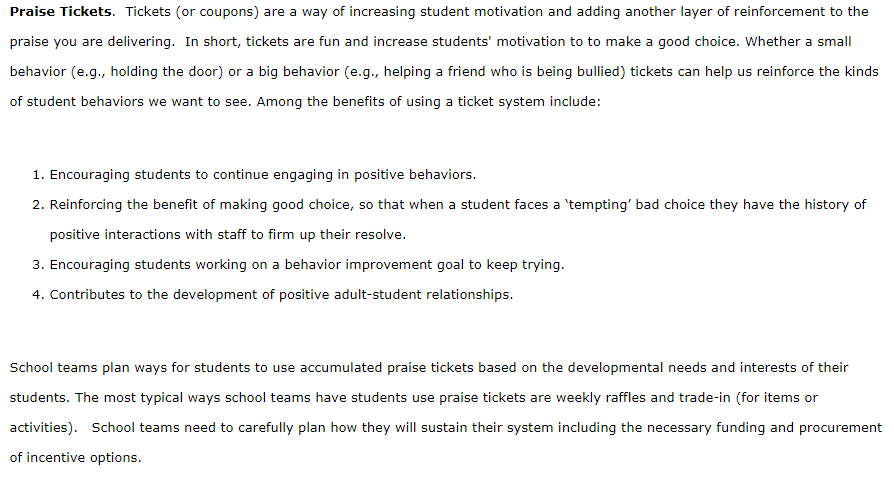 Praise Tickets.  Tickets (or coupons) are a way of increasing student motivation and adding another layer of reinforcement to the
praise you are delivering.  In short, tickets are fun and increase students' motivation to to make a good choice. Whether a small
behavior (e.g., holding the door) or a big behavior (e.g., helping a friend who is being bullied) tickets can help us reinforce the kinds
of student behaviors we want to see. Among the benefits of using a ticket system include:
1. Encouraging students to continue engaging in positive behaviors.
2. Reinforcing the benefit of making good choice, so that when a student faces a ‘tempting’ bad choice they have the history of
positive interactions with staff to firm up their resolve.
3. Encouraging students working on a behavior improvement goal to keep trying.
4. Contributes to the development of positive adult-student relationships.
School teams plan ways for students to use accumulated praise tickets based on the developmental needs and interests of their
students. The most typical ways school teams have students use praise tickets are weekly raffles and trade-in (for items or
activities).   School teams need to carefully plan how they will sustain their system including the necessary funding and procurement
of incentive options.